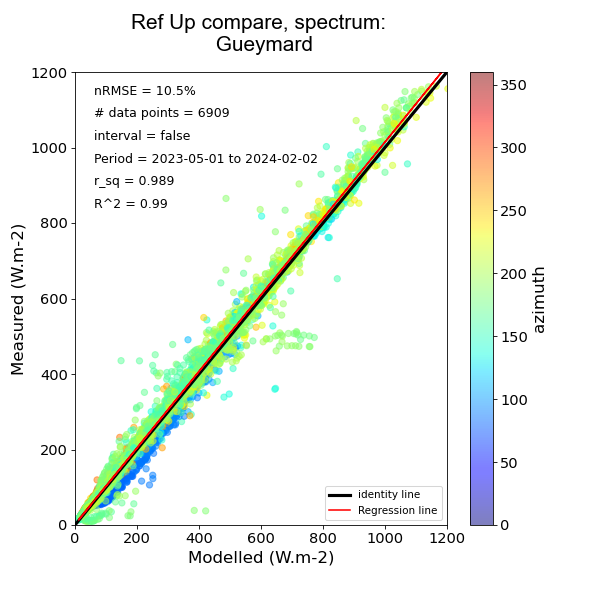 Ref Up compare, spectrum:
Gueymard
nRMSE = 10.5%
# data points = 6909
interval = false
Period = 2023-05-01 to 2024-02-02
r_sq = 0.989
R^2 = 0.99
Measured (W.m-2)
1200
1000
800
600
400
200
0
0 200 400 600 800 1000 1200
Modelled (W.m-2)
identity line
Regression line
350
300
250
200
150
100
50
0
azimuth